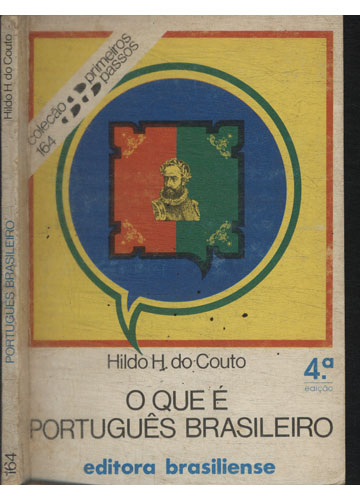 Hildo H. do Couto
PORTUGUÊS BRASILEIRO
164
coleção
primeiros
passos
164
Hildo H. do Couto
4.ª
edição
O QUE É
PORTUGUÊS BRASILEIRO
editora brasiliense